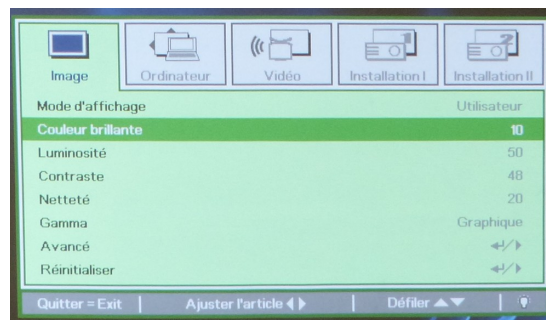 Image Ordinateur Vidéo Installation I Installation II
Mode d'affichage Utilisateur
Couleur brillante 10
Luminosité 50
Contraste 48
Netteté 20
Gamma Graphique
Avancé
Réinitialiser
Quitter = Exit | Ajuster l'article | Défiler